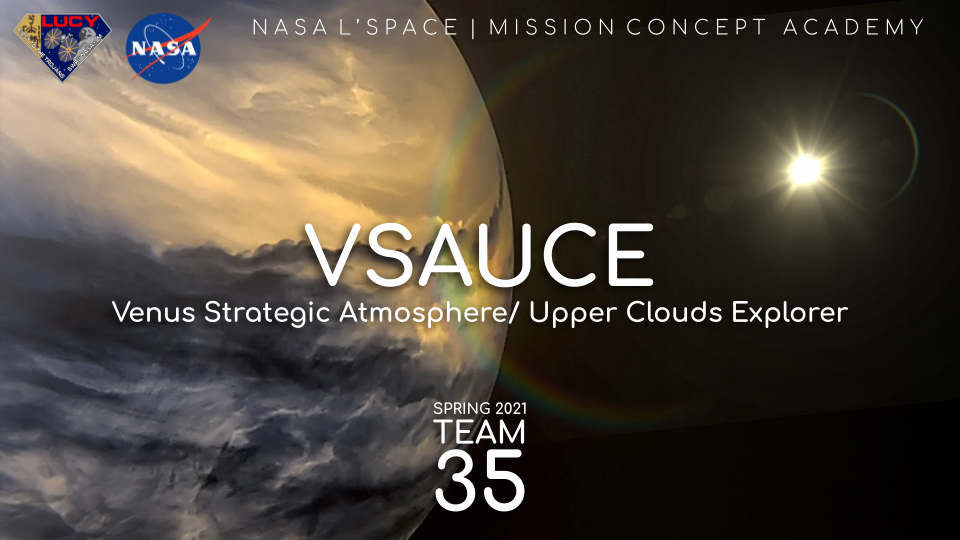 NASA L'SPACE | MISSION CONCEPT ACADEMY
LUCY
NASA
VSAUCE
Venus Strategic Atmosphere/ Upper Clouds Explorer
SPRING 2021
TEAM
35